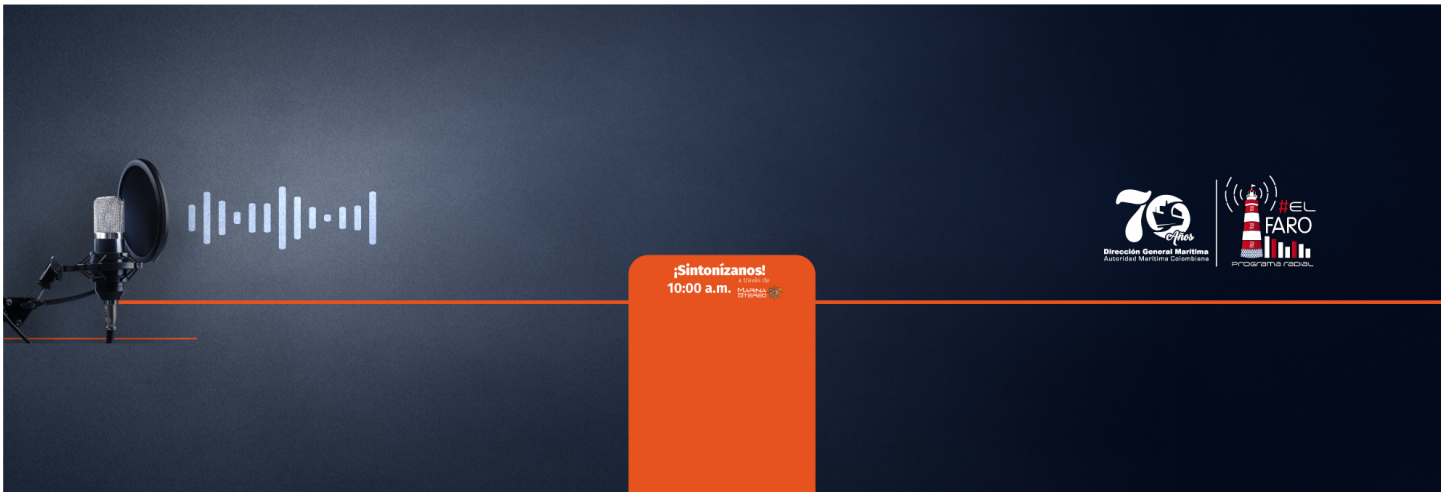 ¡Sintonízanos!
a través de
10:00 a.m.
MARINA
STEREO
70
Años
Dirección General Marítima
Autoridad Marítima Colombiana
#EL
FARO
programa radial